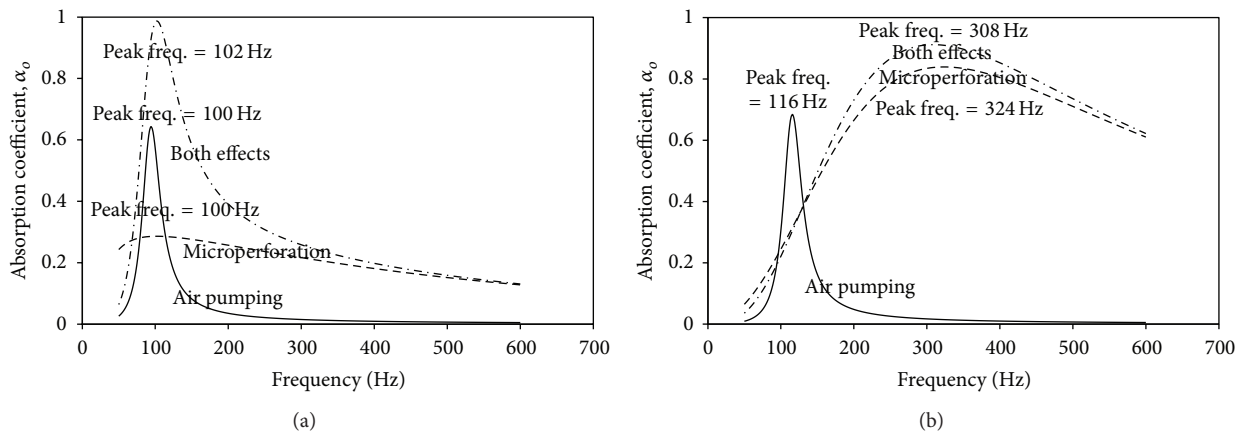 1
0.8
0.6
0.4
0.2
0
Absorption coefficient, αo
Peak freq. = 102 Hz
Peak freq. = 100 Hz
Both effects
Peak freq. = 100 Hz
Microperforation
Air pumping
0 100 200 300 400 500 600 700
Frequency (Hz)
(a)
1
0.8
0.6
0.4
0.2
0
Absorption coefficient, αo
Peak freq. = 308 Hz
Both effects
Microperforation
Peak freq.
= 116 Hz
Peak freq. = 324 Hz
Air pumping
0 100 200 300 400 500 600 700
Frequency (Hz)
(b)